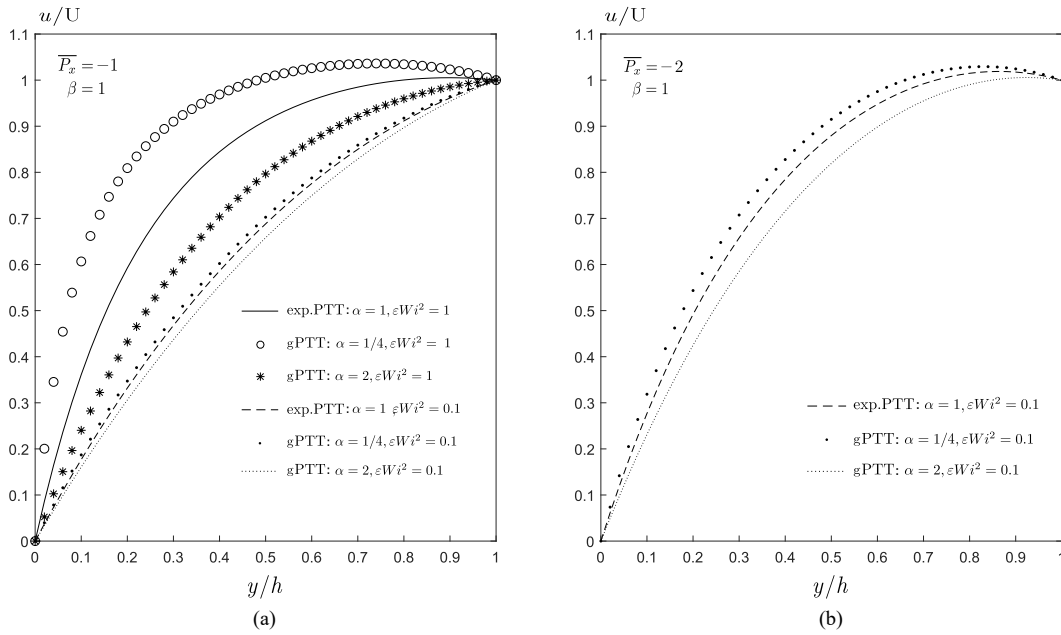 u/U
1.1
1
0.9
0.8
0.7
0.6
0.5
0.4
0.3
0.2
0.1
0
0 0.1 0.2 0.3 0.4 0.5 0.6 0.7 0.8 0.9 1
y/h
P̅ₓ = −1
β = 1
exp.PTT: α = 1, εWi² = 1
gPTT: α = 1/4, εWi² = 1
gPTT: α = 2, εWi² = 1
exp.PTT: α = 1 , εWi² = 0.1
gPTT: α = 1/4, εWi² = 0.1
gPTT: α = 2, εWi² = 0.1
(a)
u/U
1.1
1
0.9
0.8
0.7
0.6
0.5
0.4
0.3
0.2
0.1
0
0 0.1 0.2 0.3 0.4 0.5 0.6 0.7 0.8 0.9 1
y/h
P̅ₓ = −2
β = 1
exp.PTT: α = 1, εWi² = 0.1
gPTT: α = 1/4, εWi² = 0.1
gPTT: α = 2, εWi² = 0.1
(b)